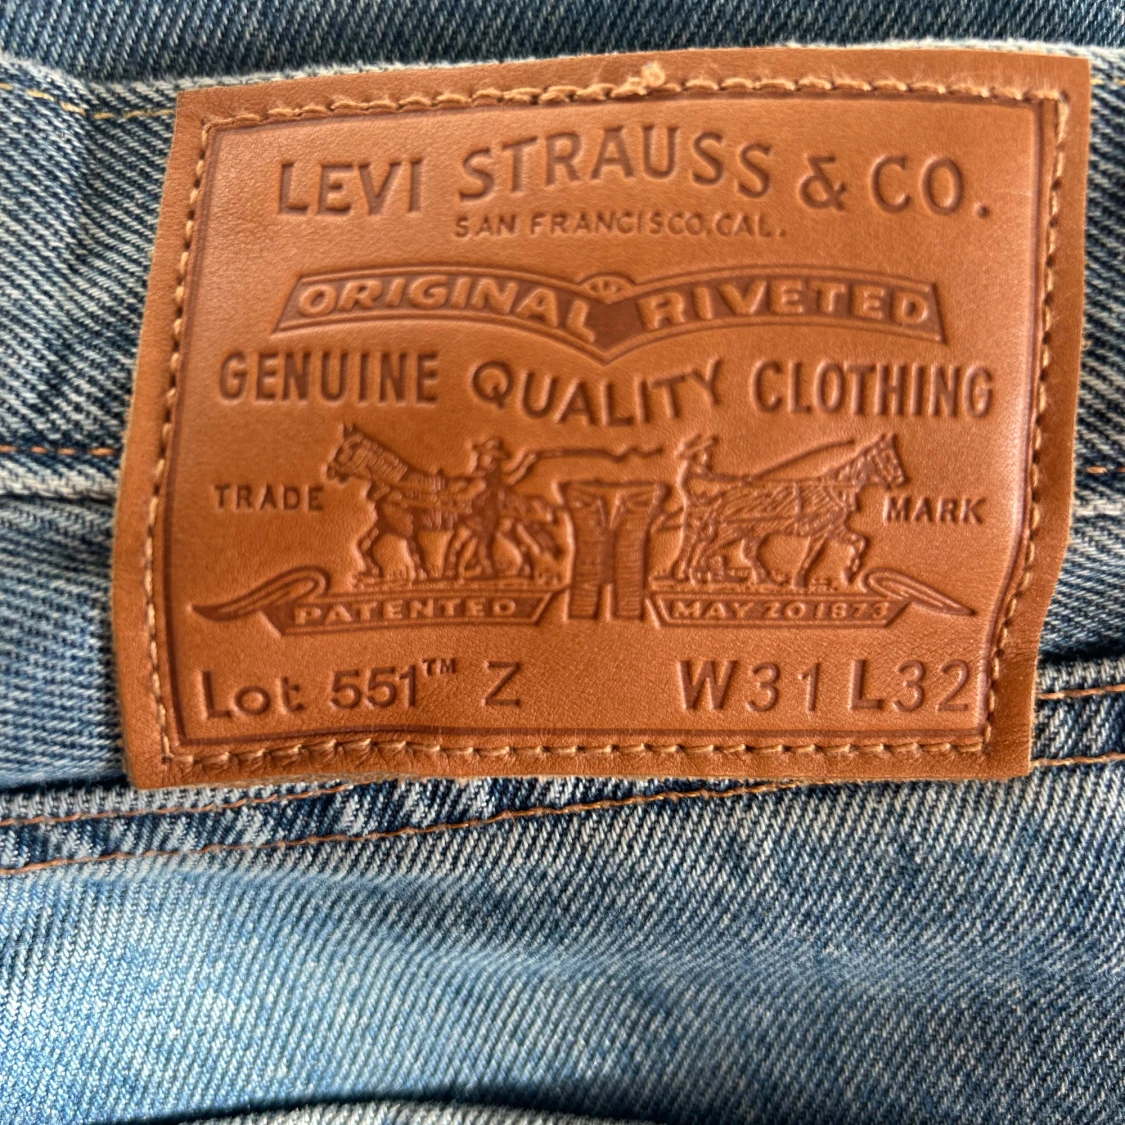 LEVI STRAUSS & CO.
SAN FRANCISCO, CAL.
ORIGINAL RIVETED
GENUINE QUALITY CLOTHING
TRADE MARK
PATENTED MAY 20 1873
Lot 551™ Z W31 L32